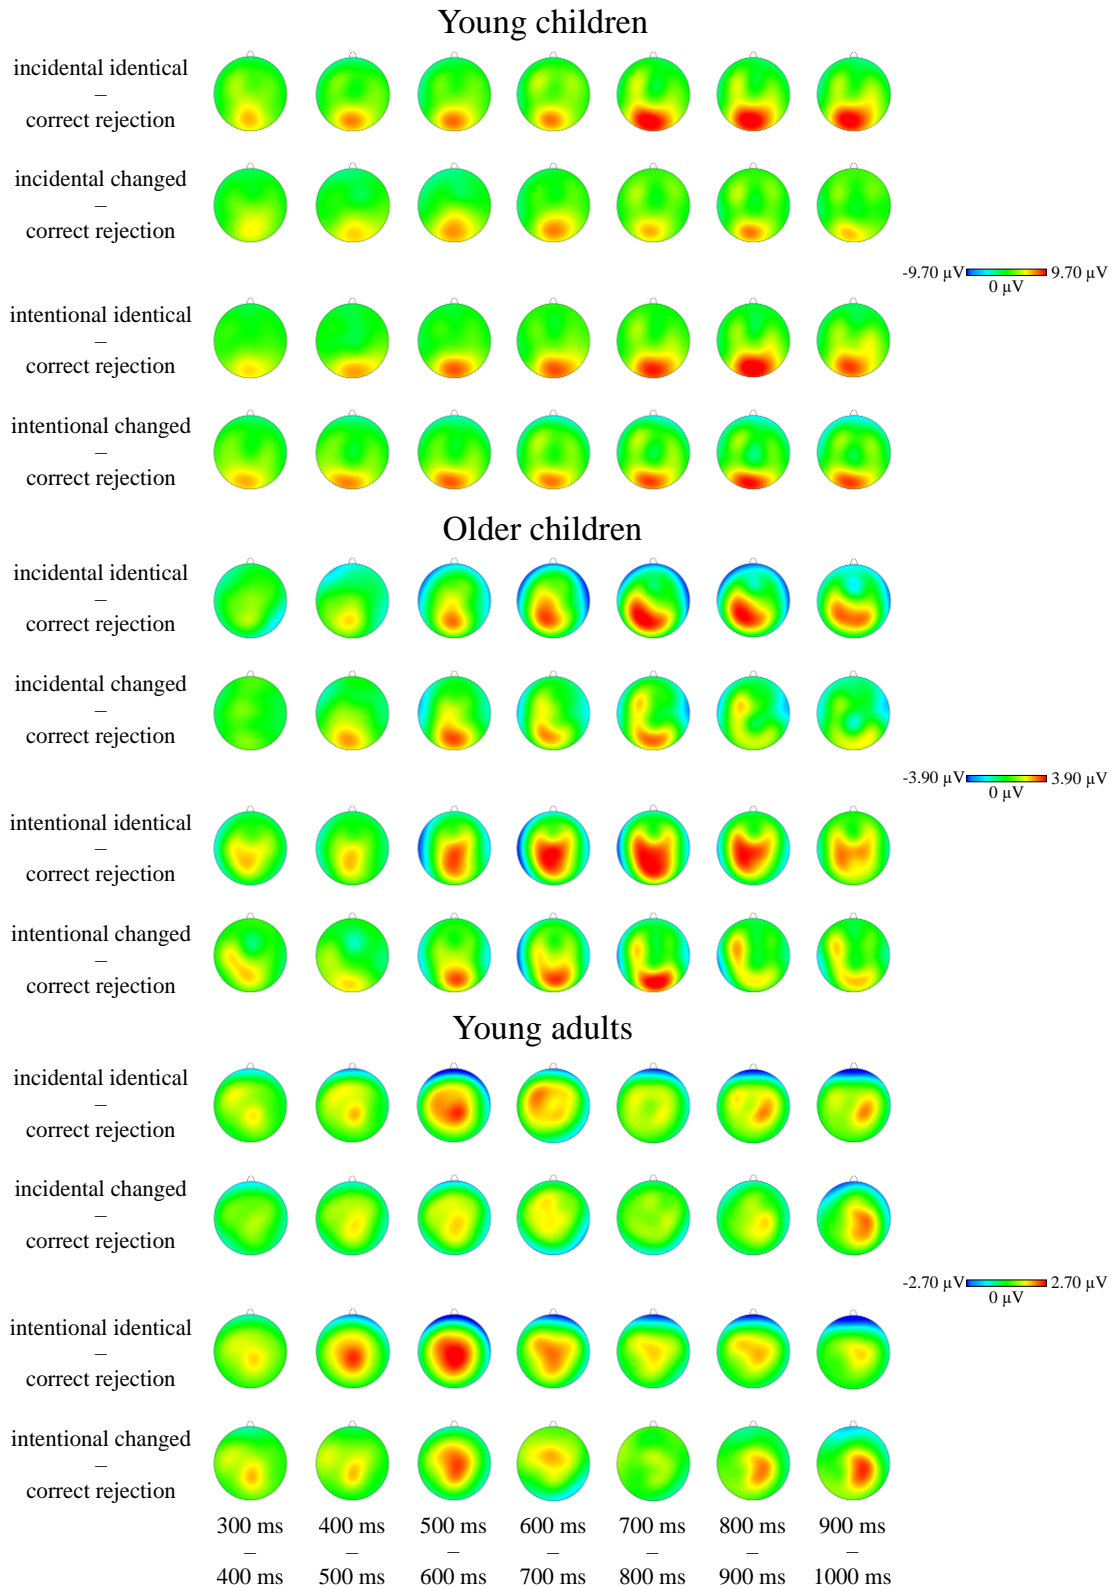 Young children
incidental identical
–
correct rejection
incidental changed
–
correct rejection
-9.70 µV 9.70 µV
0 µV
intentional identical
–
correct rejection
intentional changed
–
correct rejection
Older children
incidental identical
–
correct rejection
incidental changed
–
correct rejection
-3.90 µV 3.90 µV
0 µV
intentional identical
–
correct rejection
intentional changed
–
correct rejection
Young adults
incidental identical
–
correct rejection
incidental changed
–
correct rejection
-2.70 µV 2.70 µV
0 µV
intentional identical
–
correct rejection
intentional changed
–
correct rejection
300 ms 400 ms 500 ms 600 ms 700 ms 800 ms 900 ms
– – – – – – –
400 ms 500 ms 600 ms 700 ms 800 ms 900 ms 1000 ms